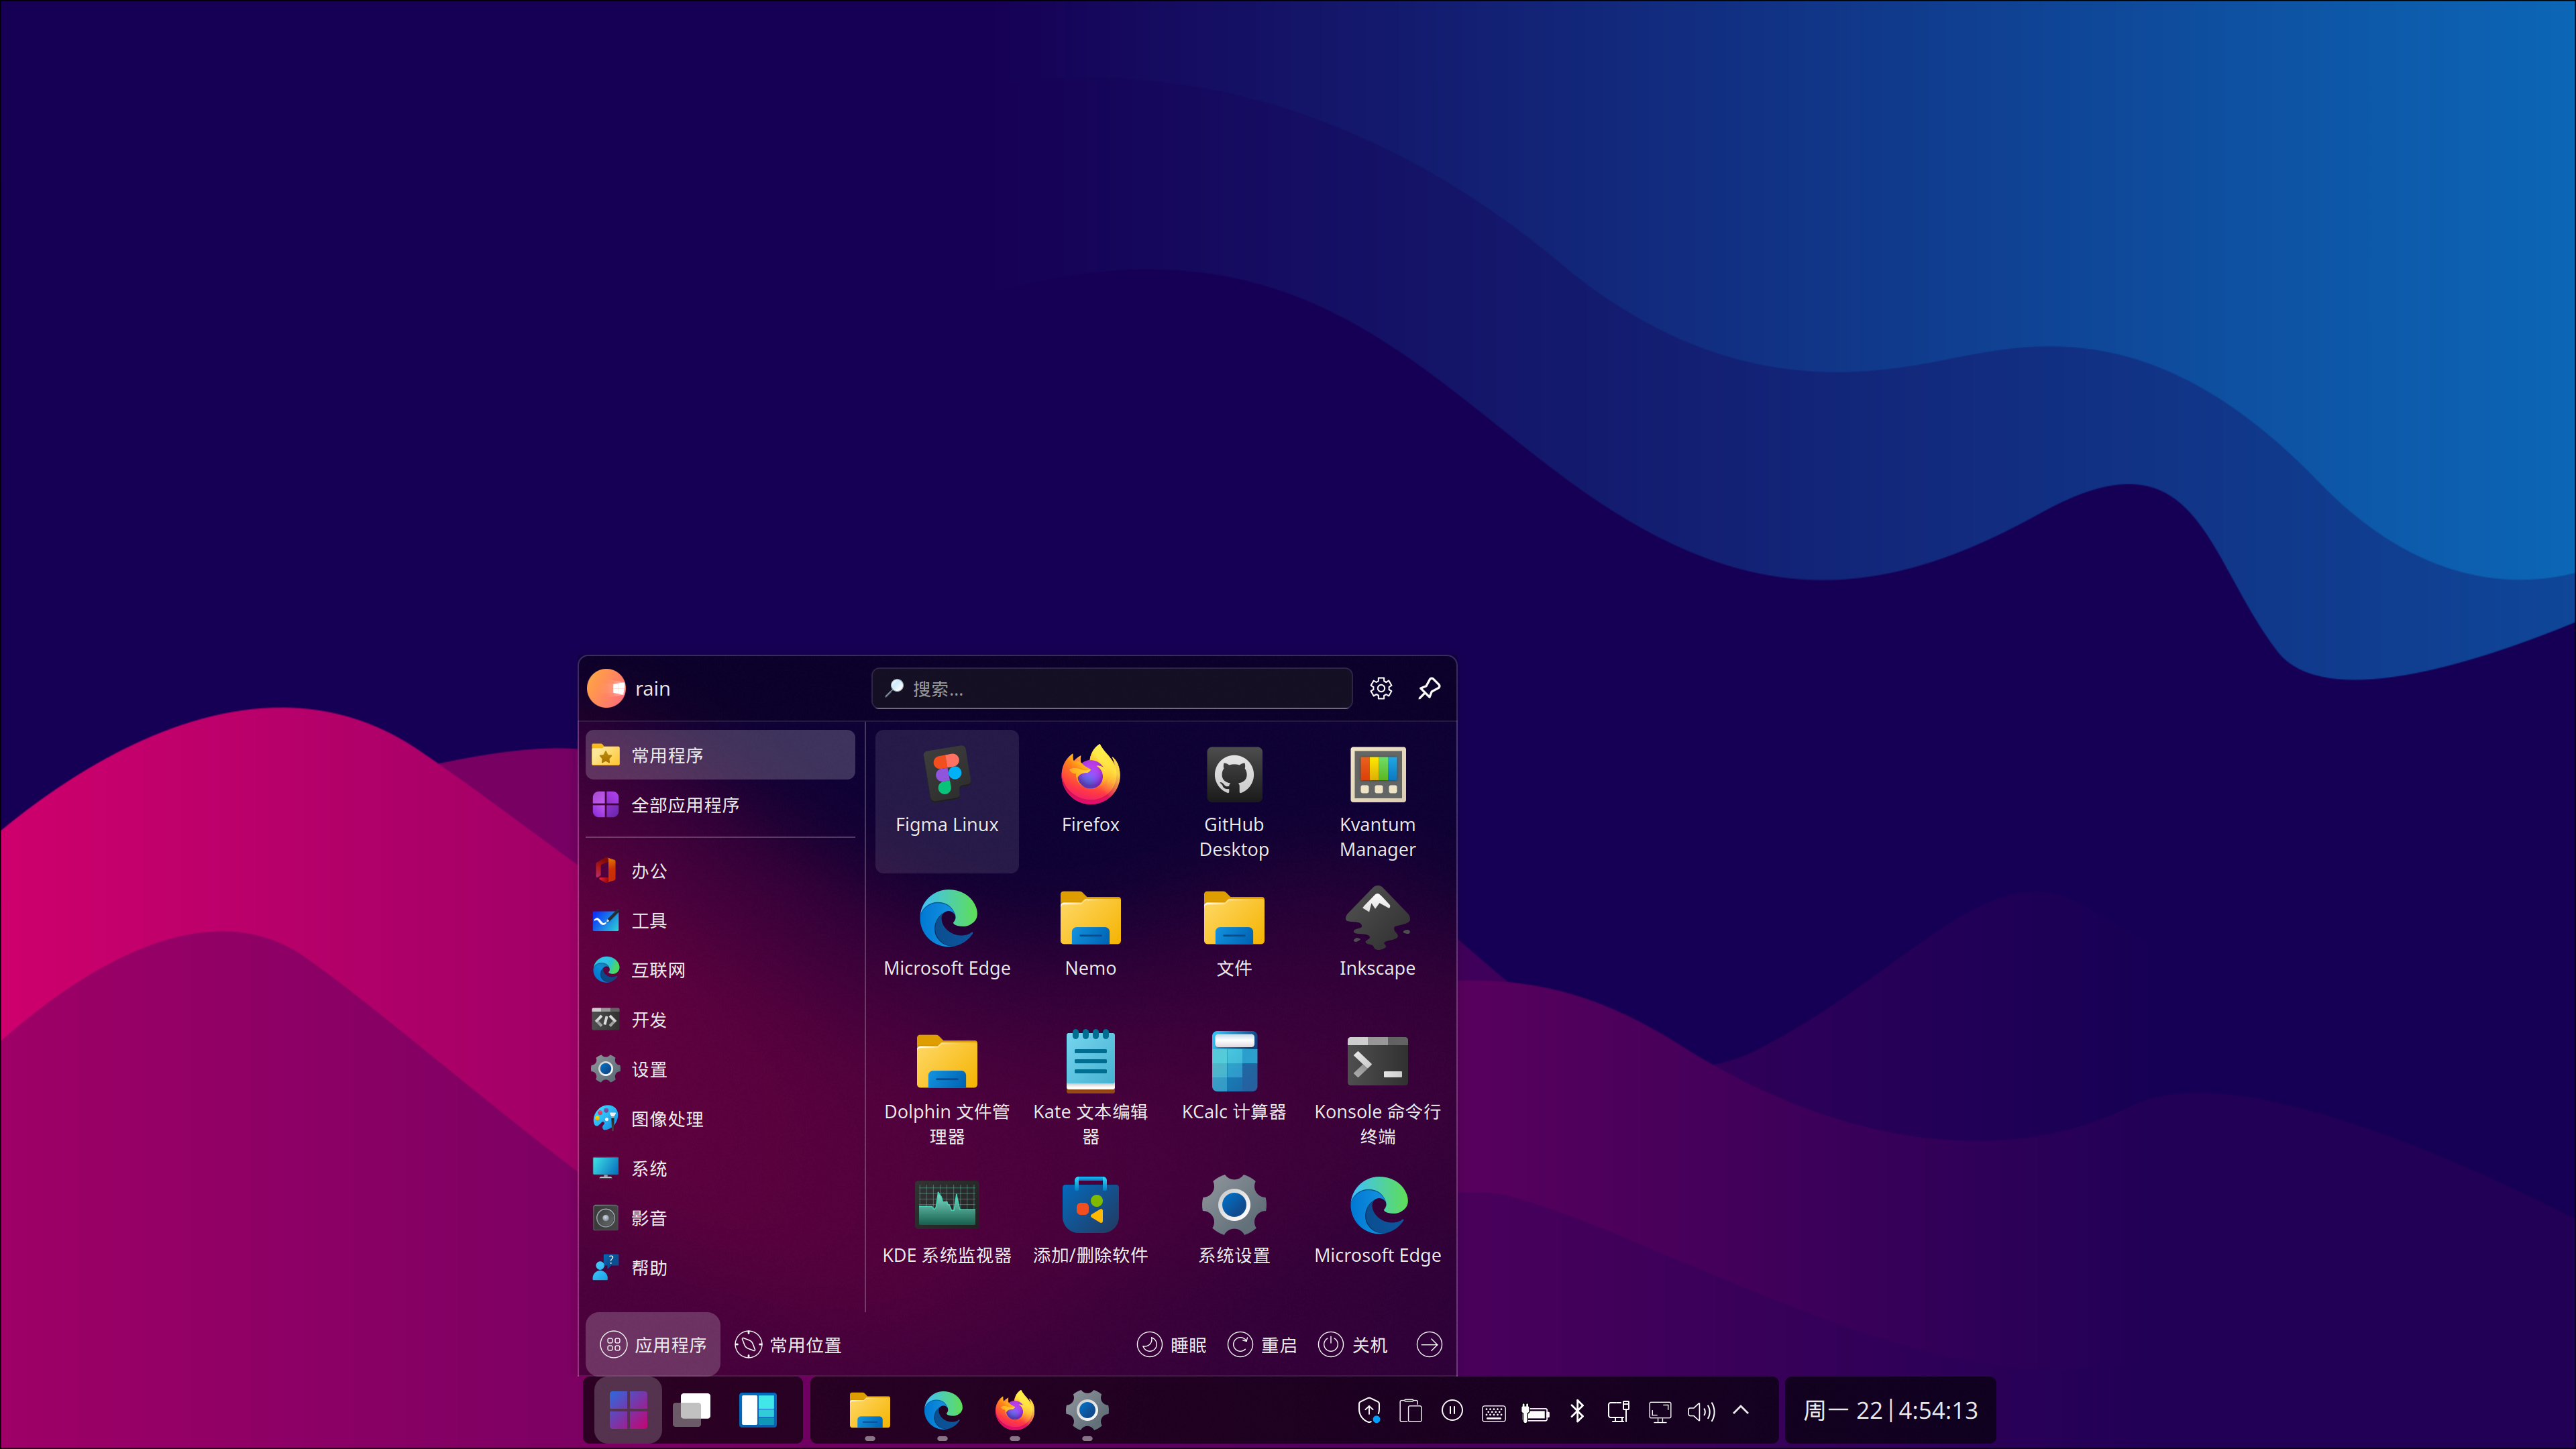 rain
搜索...
常用程序
全部应用程序
办公
工具
互联网
开发
设置
图像处理
系统
影音
帮助
Figma Linux
Firefox
GitHub
Desktop
Kvantum
Manager
Microsoft Edge
Nemo
文件
Inkscape
Dolphin 文件管
理器
Kate 文本编辑
器
KCalc 计算器
Konsole 命令行
终端
KDE 系统监视器
添加/删除软件
系统设置
Microsoft Edge
应用程序
常用位置
睡眠
重启
关机
周一 22|4:54:13